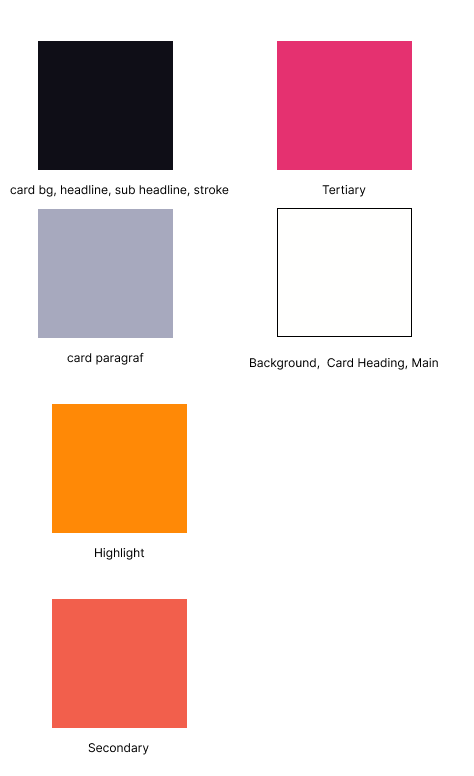 card bg, headline, sub headline, stroke
Tertiary
card paragraf
Background,  Card Heading, Main
Highlight
Secondary